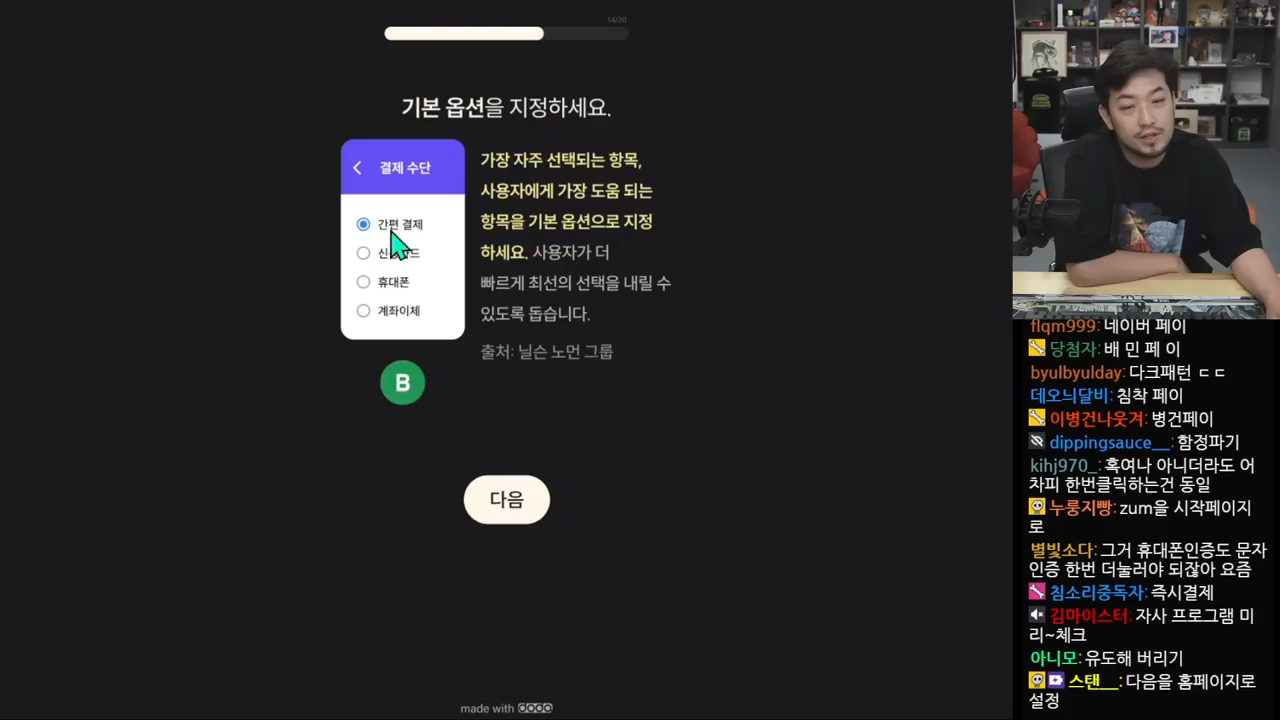 14/20
기본 옵션을 지정하세요.
결제 수단
간편 결제
휴대폰
계좌이체
B
가장 자주 선택되는 항목,
사용자에게 가장 도움 되는
항목을 기본 옵션으로 지정
하세요. 사용자가 더
빠르게 최선의 선택을 내릴 수
있도록 돕습니다.
출처: 닐슨 노먼 그룹
다음
made with
flqm999: 네이버 페이
당첨자: 배 민 페 이
byulbyulday: 다크패턴 ㄷㄷ
데오늬달비: 침착 페이
이병건나웃겨: 병건페이
dippingsauce__: 함정파기
kihj970_: 혹여나 아니더라도 어
차피 한번클릭하는건 동일
누룽지빵: zum을 시작페이지
로
별빛소다: 그거 휴대폰인증도 문자
인증 한번 더눌러야 되잖아 요즘
침소리중독자: 즉시결제
김마이스터: 자사 프로그램 미
리~체크
아니모: 유도해 버리기
스탠__: 다음을 홈페이지로
설정